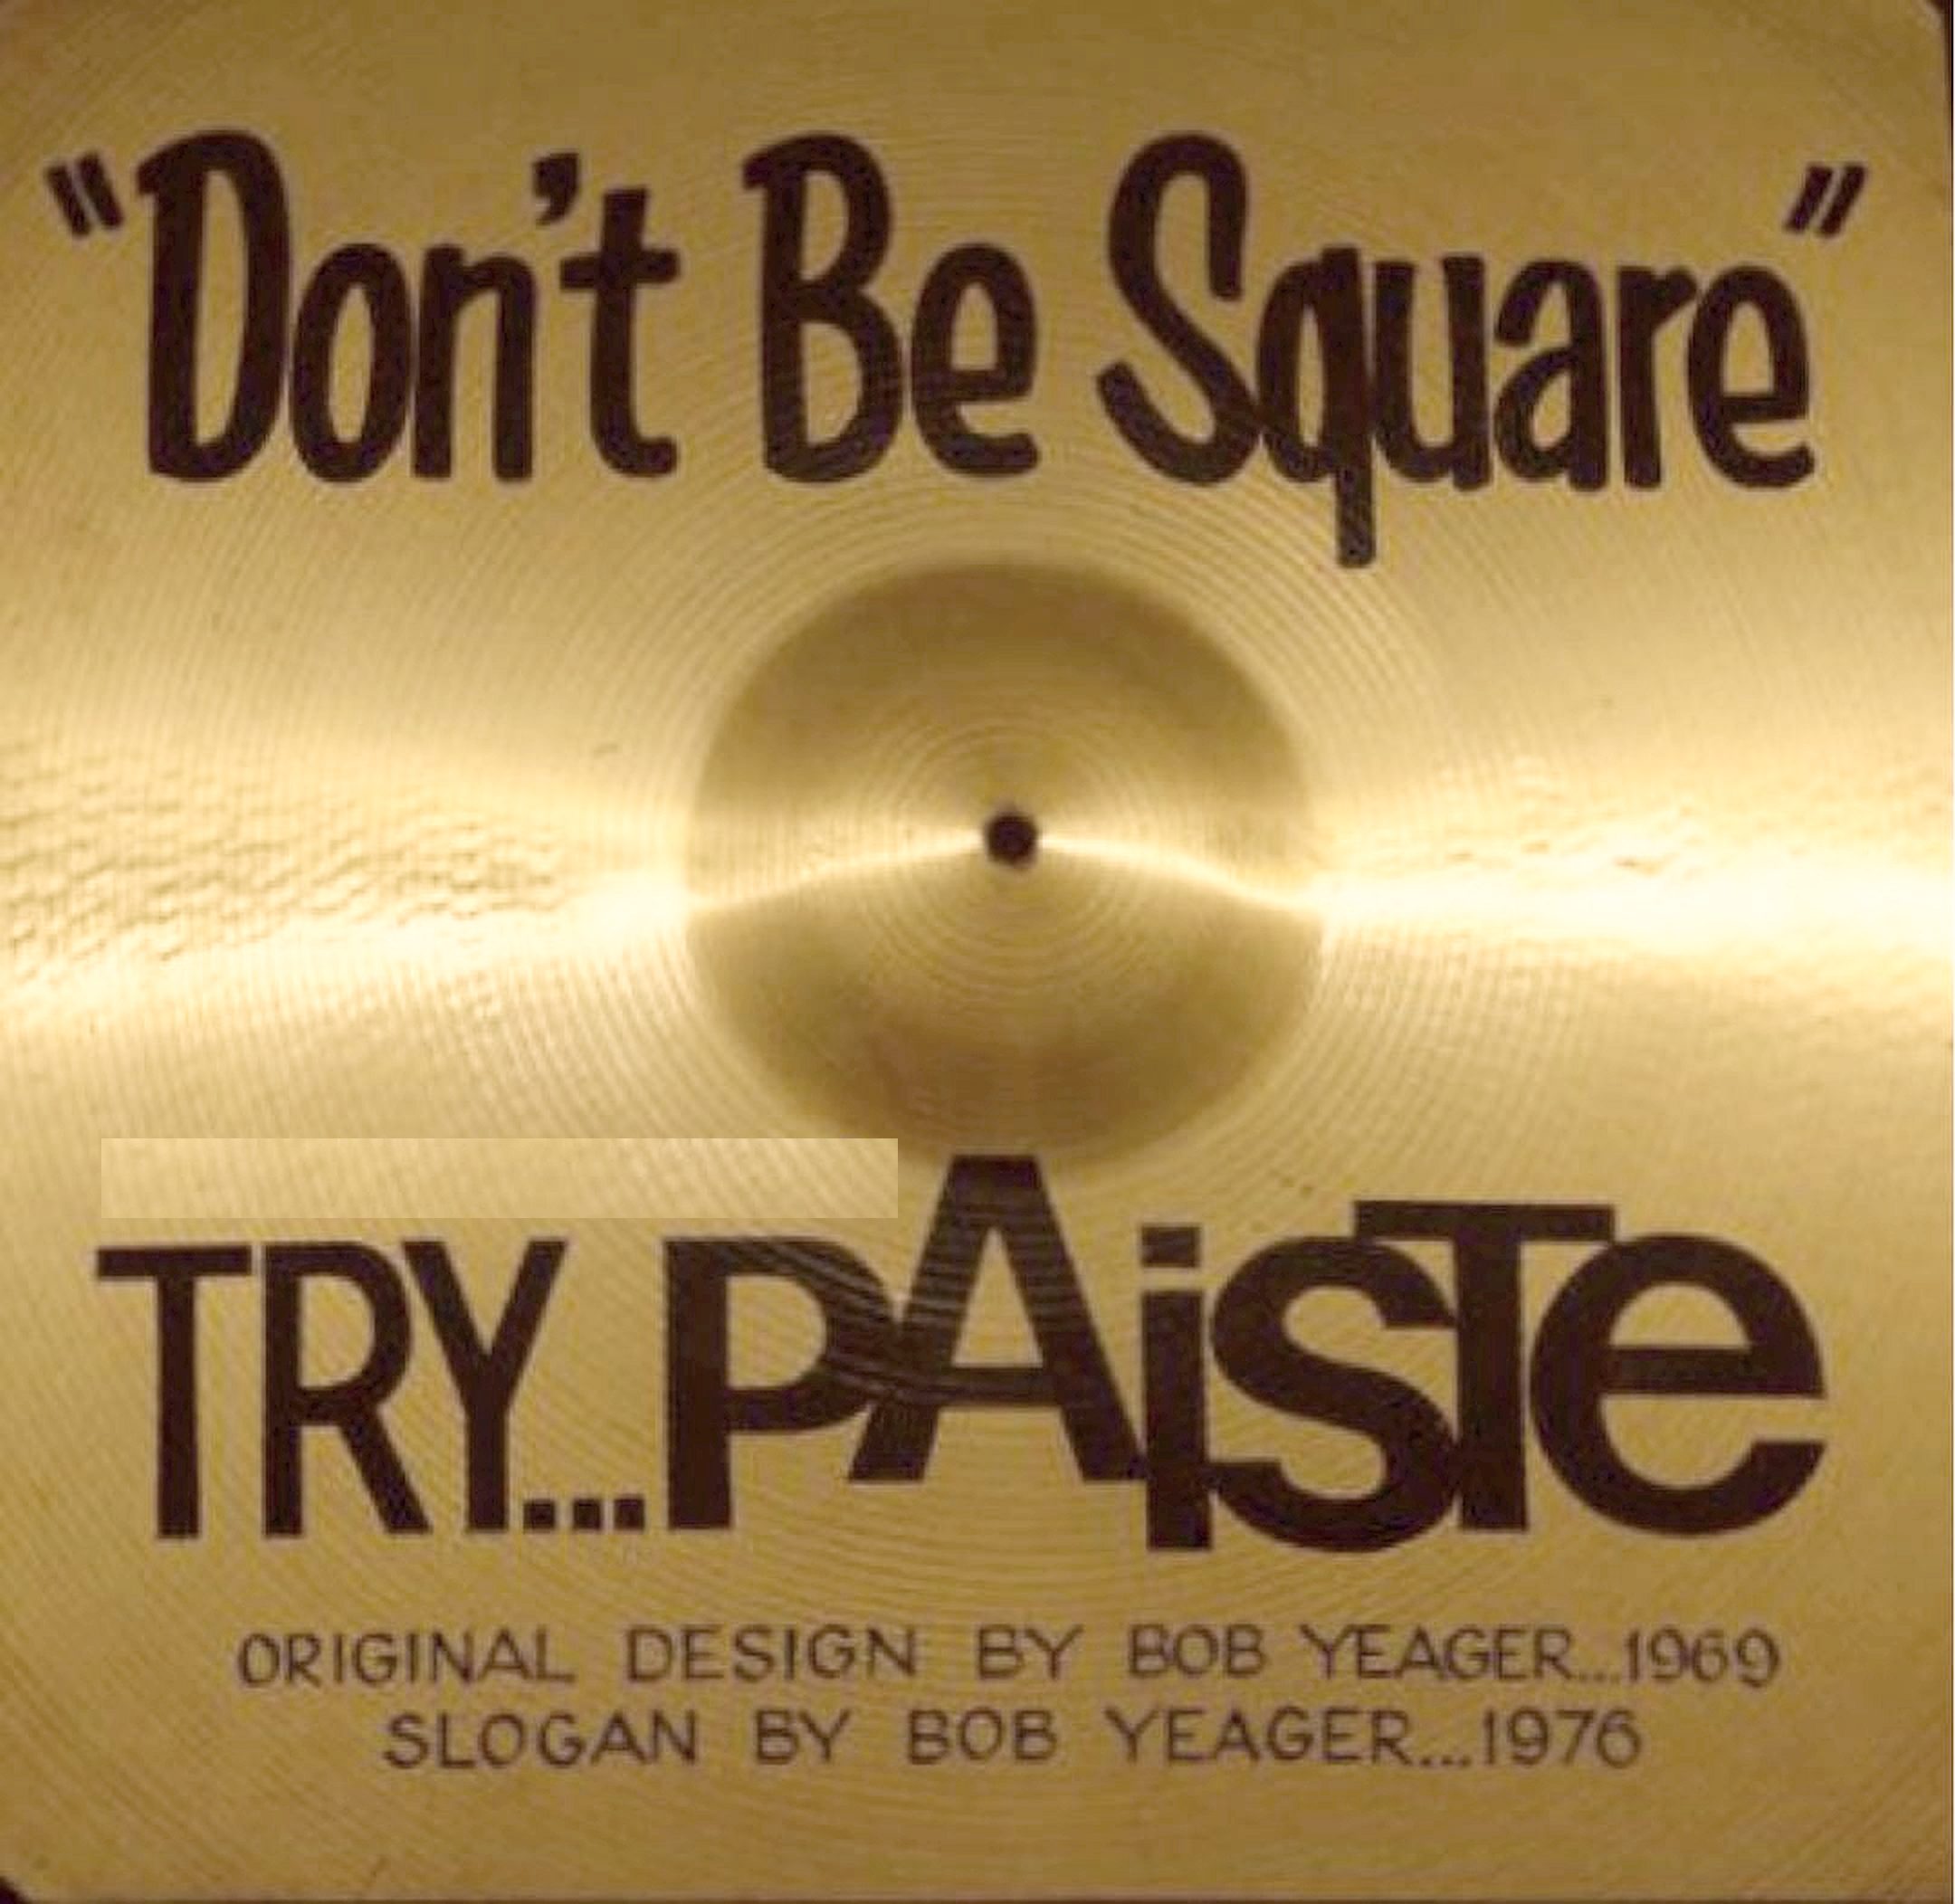 "Don't Be Square"
TRY...PAisTe
ORIGINAL DESIGN BY BOB YEAGER...1969
SLOGAN BY BOB YEAGER...1976